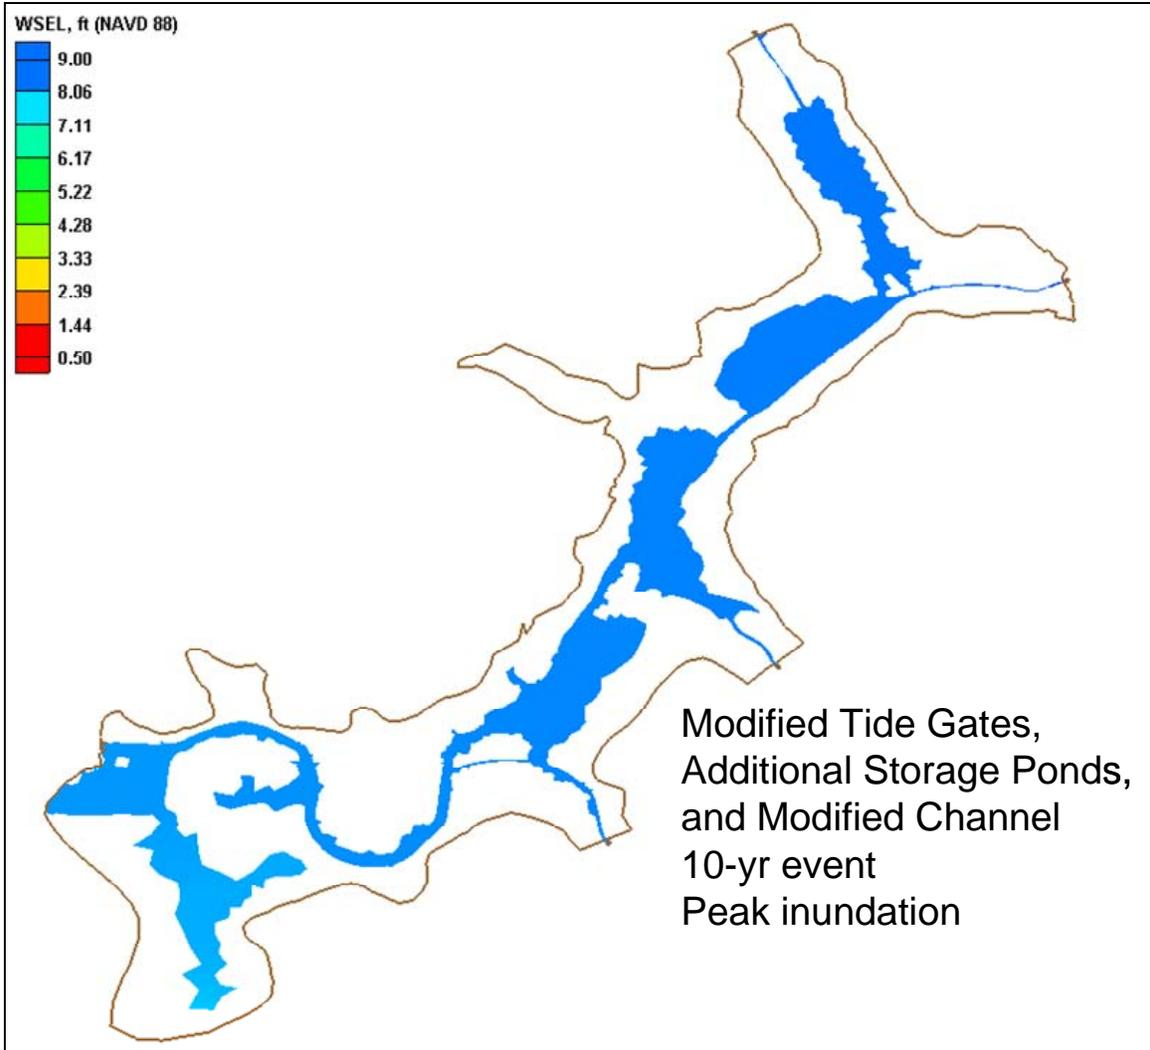 WSEL, ft (NAVD 88)
9.00
8.06
7.11
6.17
5.22
4.28
3.33
2.39
1.44
0.50
Modified Tide Gates,
Additional Storage Ponds,
and Modified Channel
10-yr event
Peak inundation